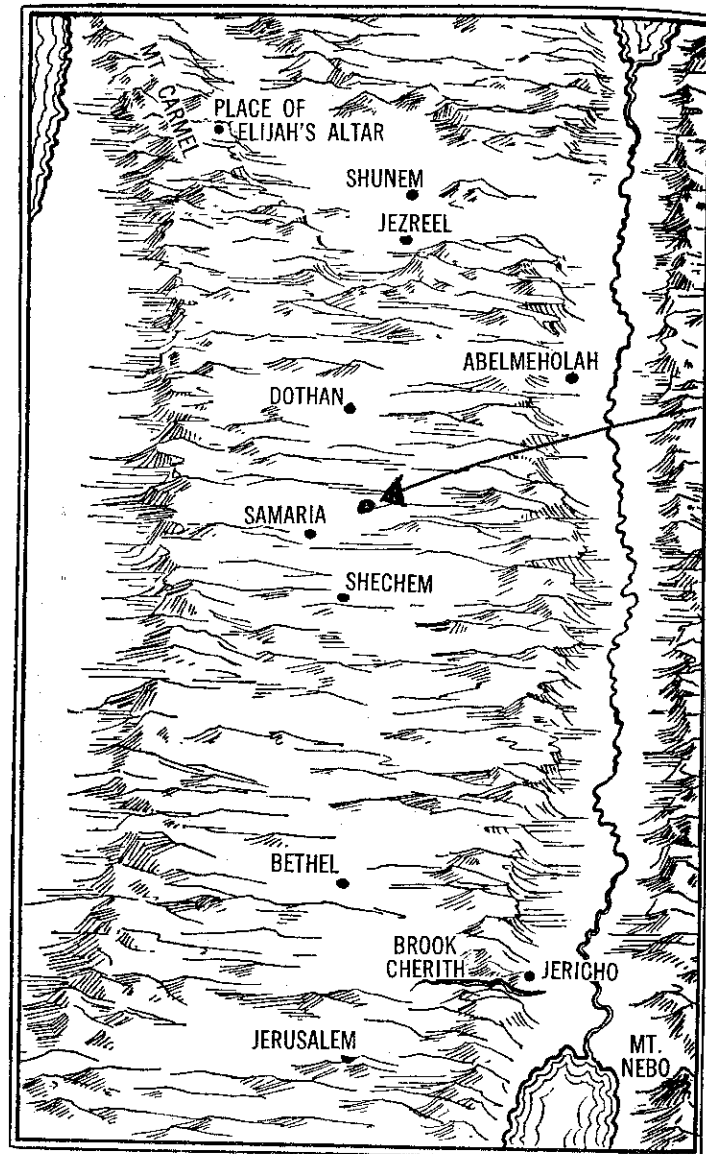 MT. CARMEL
PLACE OF
ELIJAH'S ALTAR
SHUNEM
JEZREEL
ABELMEHOLAH
DOTHAN
SAMARIA
SHECHEM
BETHEL
BROOK
CHERITH
JERICHO
JERUSALEM
MT.
NEBO